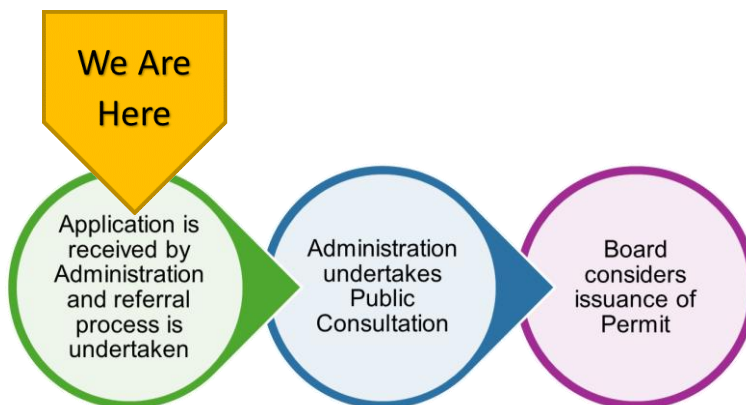 We Are
Here
Application is
received by
Administration
and referral
process is
undertaken
Administration
undertakes
Public
Consultation
Board
considers
issuance of
Permit